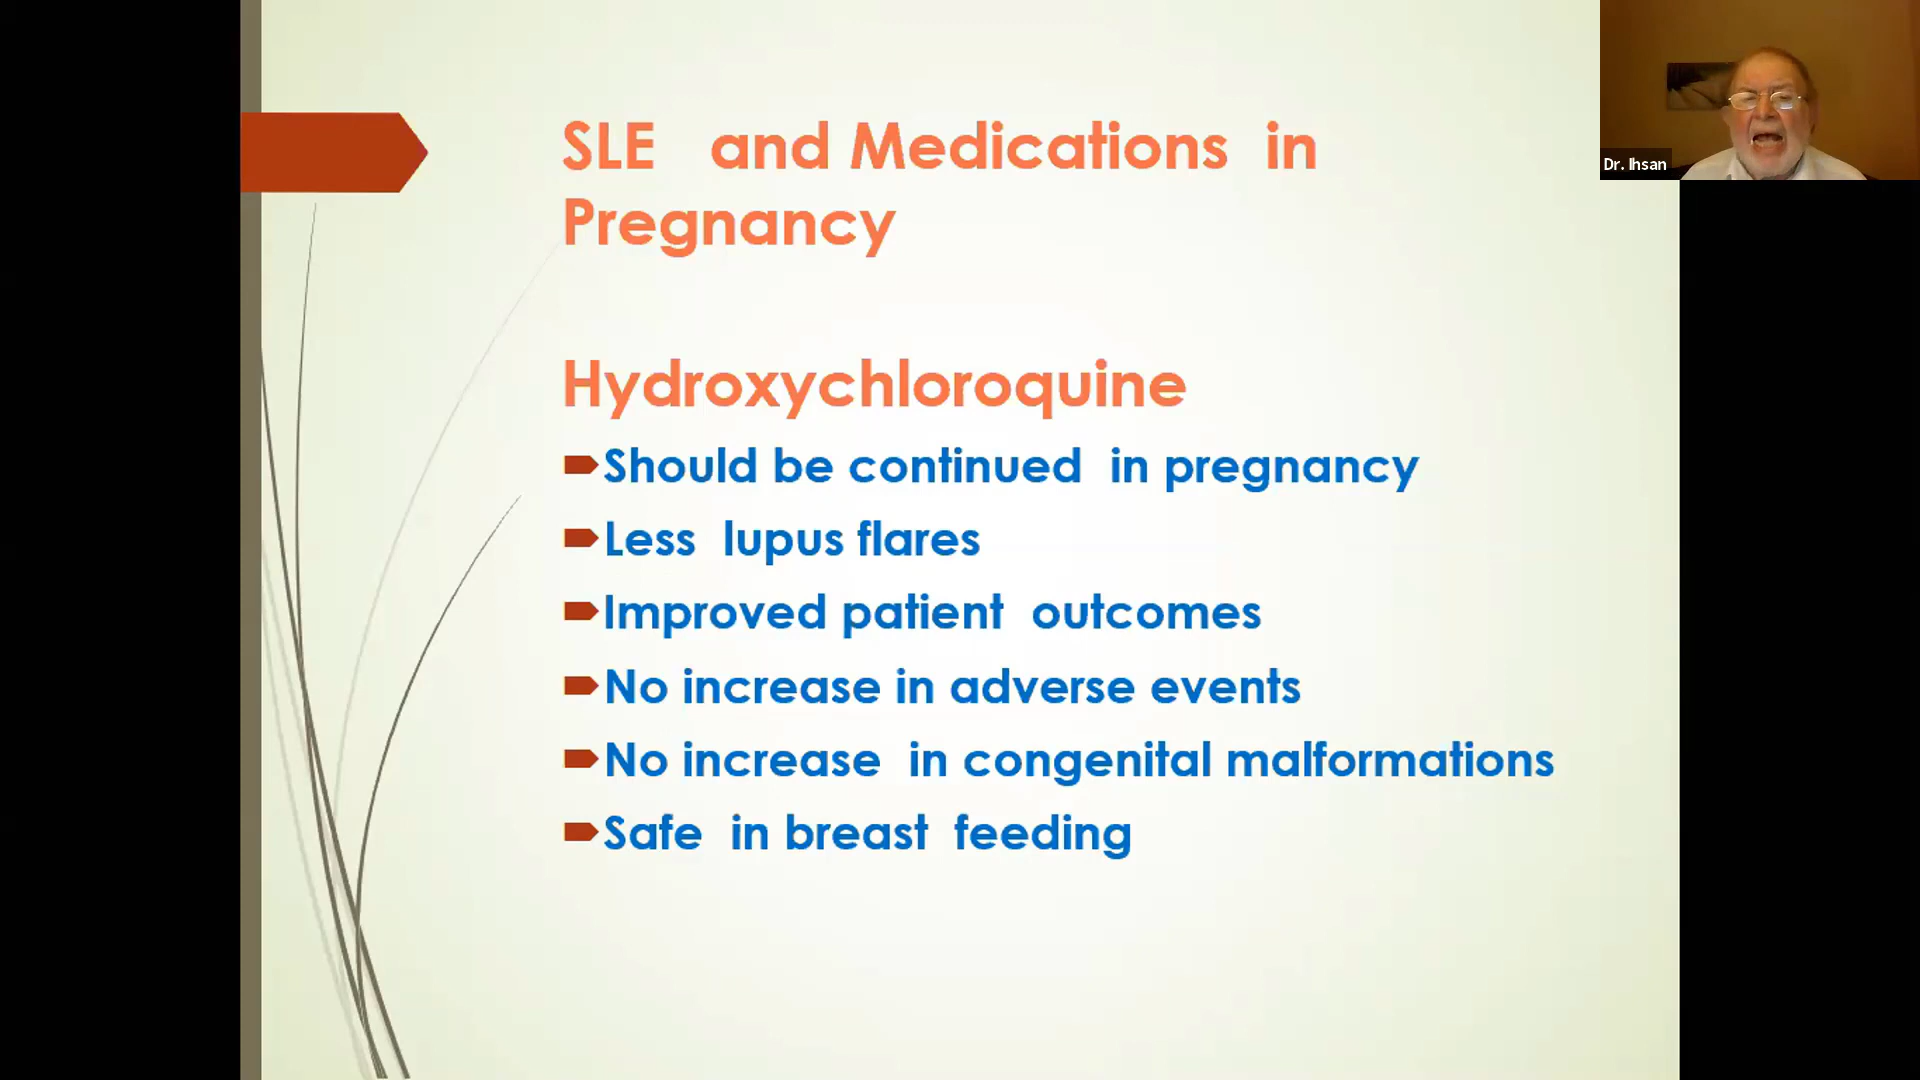 SLE and Medications in
Pregnancy
Hydroxychloroquine
Should be continued in pregnancy
Less lupus flares
Improved patient outcomes
No increase in adverse events
No increase in congenital malformations
Safe in breast feeding
Dr. Ihsan